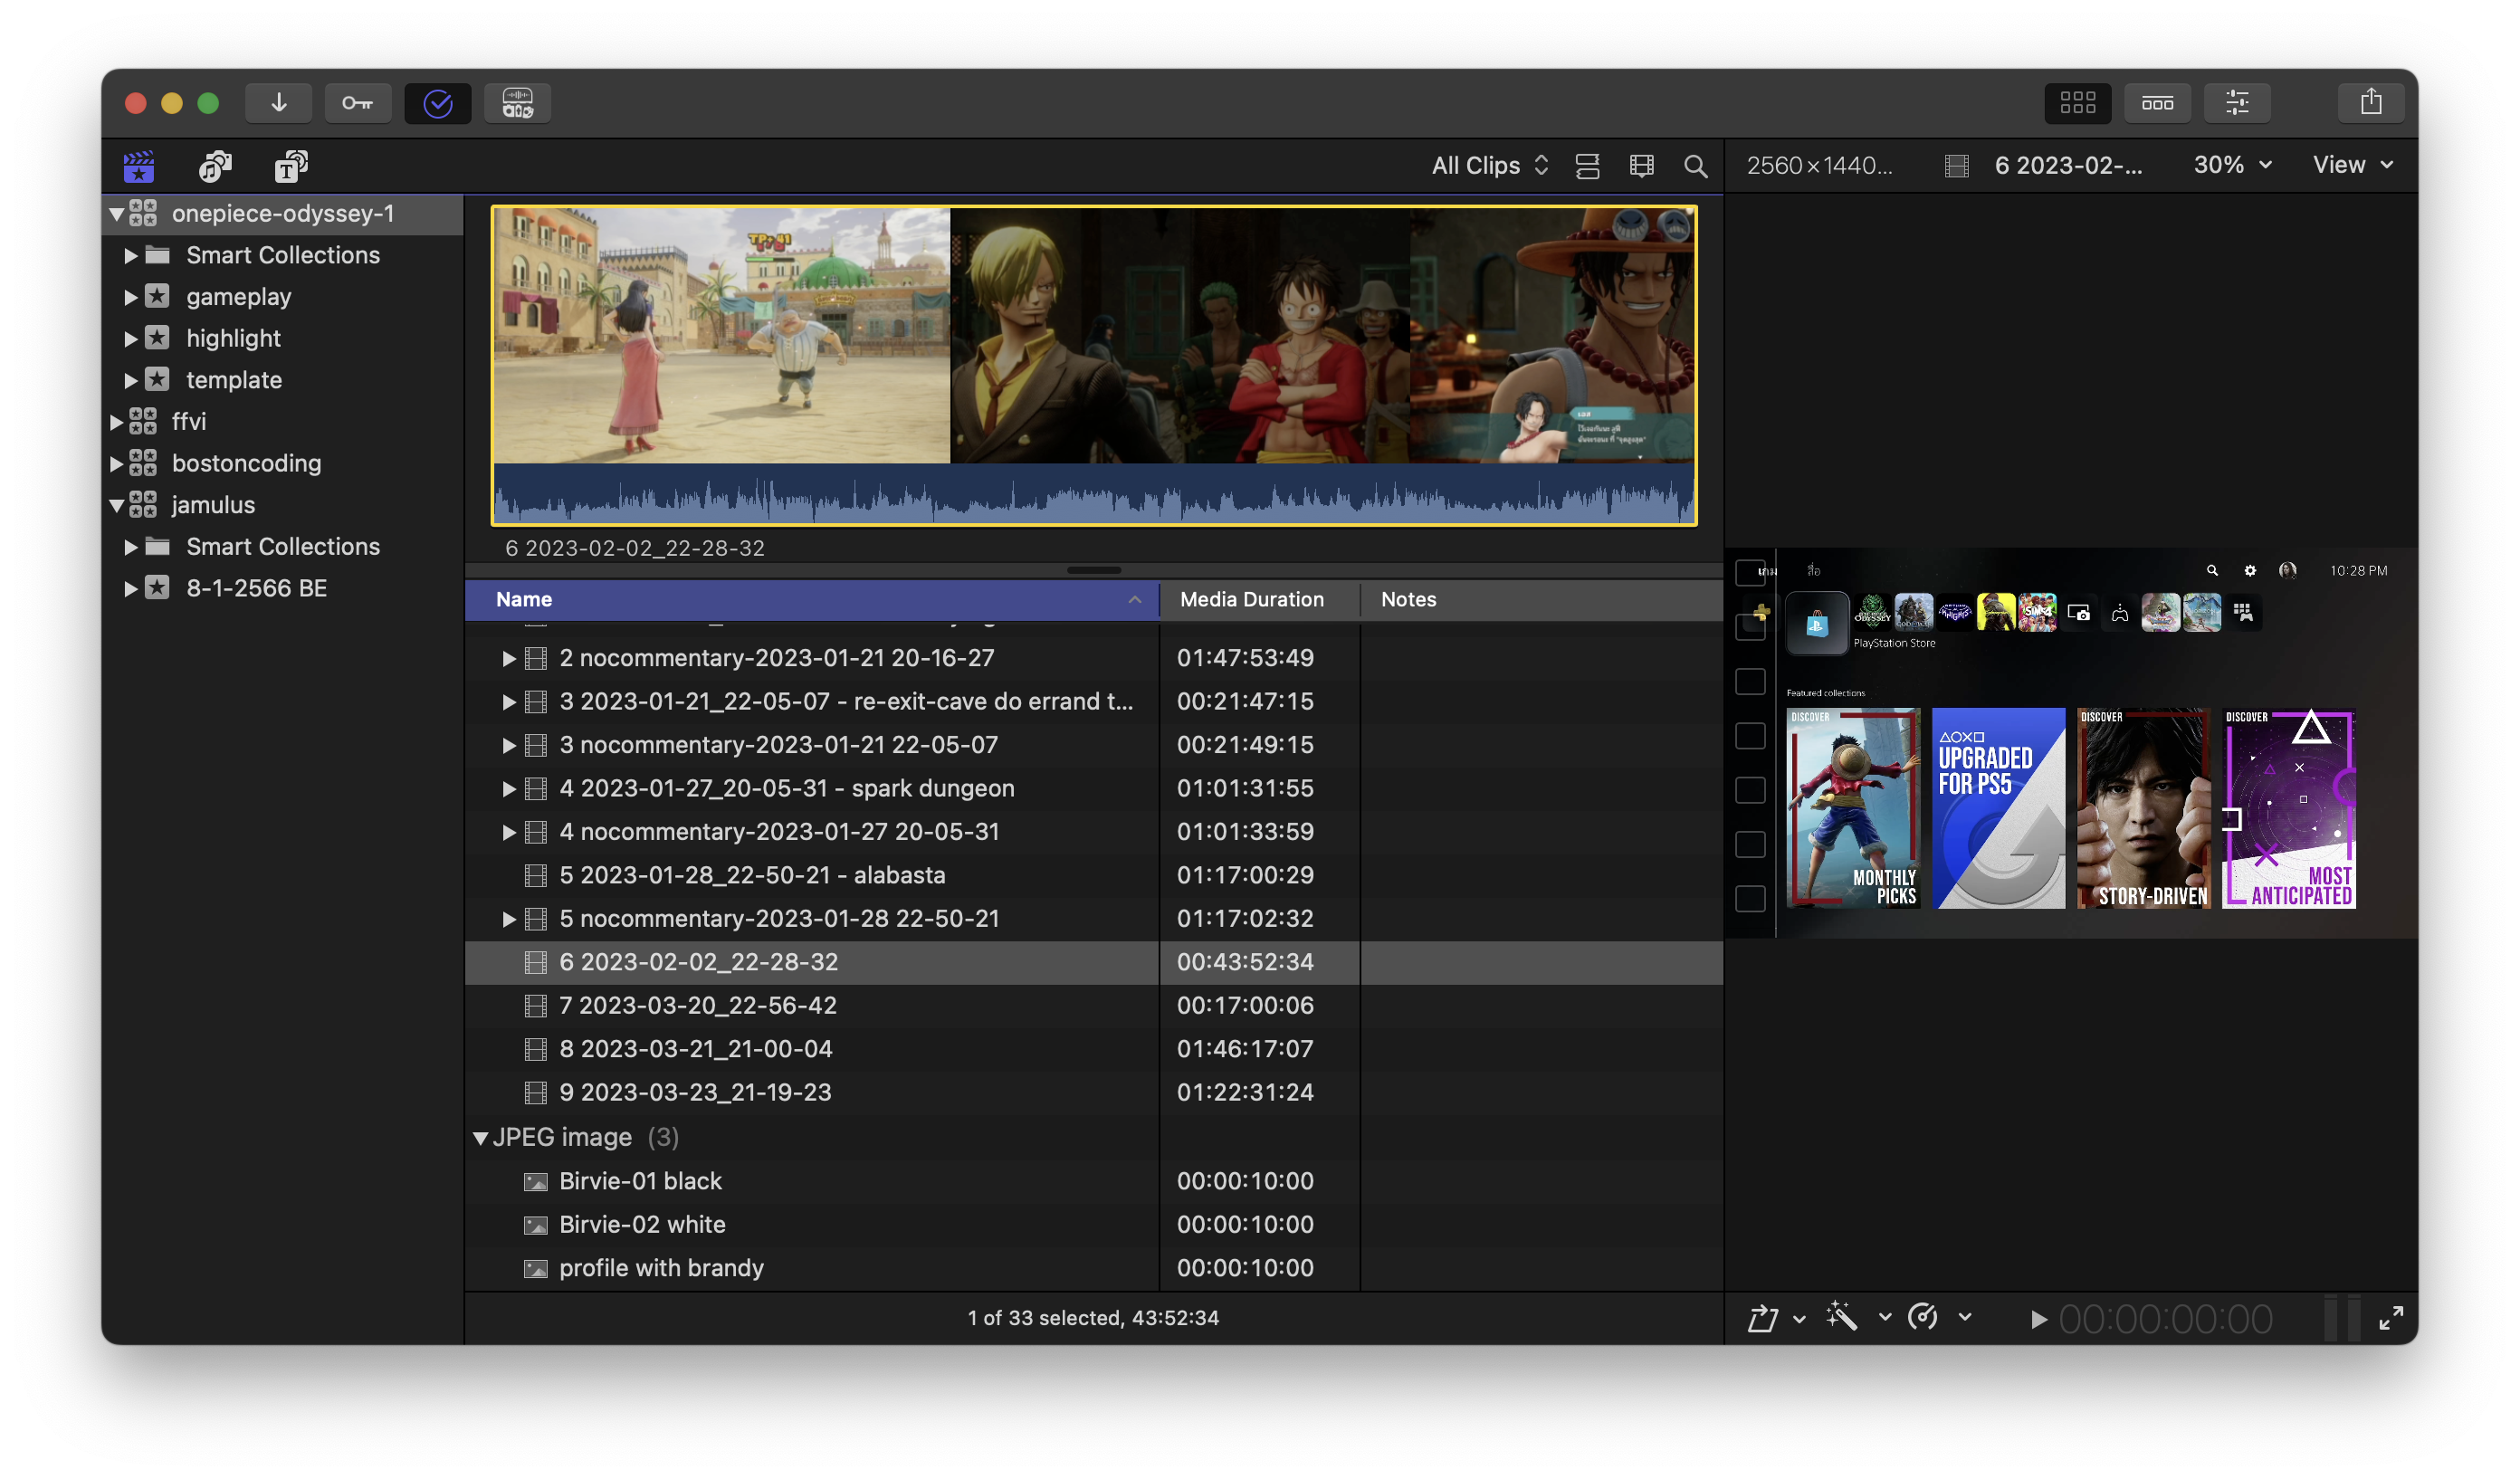 All Clips
2560×1440...
6 2023-02-...
30%
View
onepiece-odyssey-1
Smart Collections
gameplay
highlight
template
ffvi
bostoncoding
jamulus
Smart Collections
8-1-2566 BE
6 2023-02-02_22-28-32
Name
Media Duration
Notes
2 nocommentary-2023-01-21 20-16-27
01:47:53:49
3 2023-01-21_22-05-07 - re-exit-cave do errand t...
00:21:47:15
3 nocommentary-2023-01-21 22-05-07
00:21:49:15
4 2023-01-27_20-05-31 - spark dungeon
01:01:31:55
4 nocommentary-2023-01-27 20-05-31
01:01:33:59
5 2023-01-28_22-50-21 - alabasta
01:17:00:29
5 nocommentary-2023-01-28 22-50-21
01:17:02:32
6 2023-02-02_22-28-32
00:43:52:34
7 2023-03-20_22-56-42
00:17:00:06
8 2023-03-21_21-00-04
01:46:17:07
9 2023-03-23_21-19-23
01:22:31:24
JPEG image (3)
Birvie-01 black
00:00:10:00
Birvie-02 white
00:00:10:00
profile with brandy
00:00:10:00
1 of 33 selected, 43:52:34
เกม
สื่อ
10:28 PM
PlayStation Store
Featured collections
DISCOVER
MONTHLY
PICKS
UPGRADED
FOR PS5
DISCOVER
STORY-DRIVEN
DISCOVER
MOST
ANTICIPATED
00:00:00:00